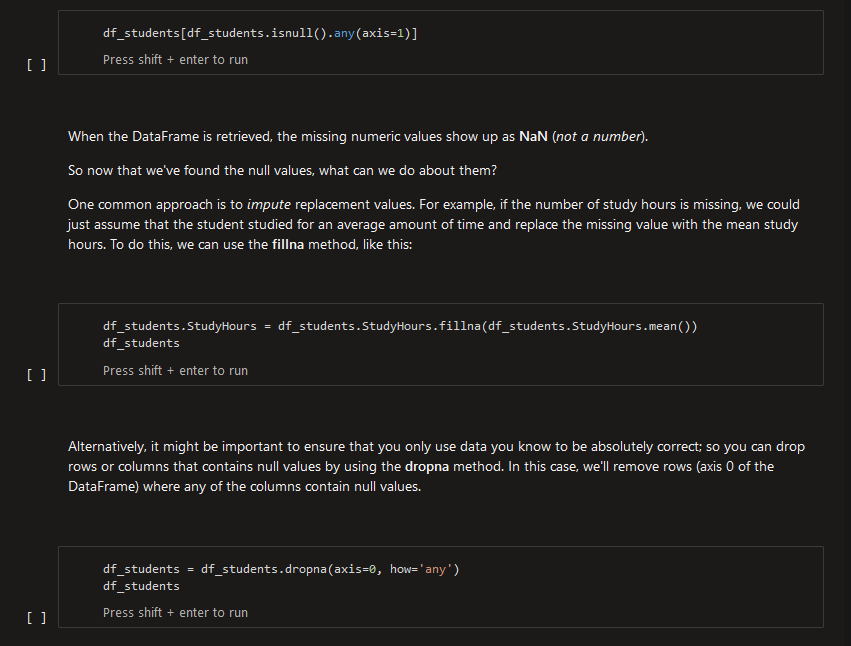 df_students[df_students.isnull().any(axis=1)]
Press shift + enter to run
[ ]
When the DataFrame is retrieved, the missing numeric values show up as NaN (not a number).
So now that we've found the null values, what can we do about them?
One common approach is to impute replacement values. For example, if the number of study hours is missing, we could
just assume that the student studied for an average amount of time and replace the missing value with the mean study
hours. To do this, we can use the fillna method, like this:
df_students.StudyHours = df_students.StudyHours.fillna(df_students.StudyHours.mean())
df_students
Press shift + enter to run
[ ]
Alternatively, it might be important to ensure that you only use data you know to be absolutely correct; so you can drop
rows or columns that contains null values by using the dropna method. In this case, we'll remove rows (axis 0 of the
DataFrame) where any of the columns contain null values.
df_students = df_students.dropna(axis=0, how='any')
df_students
Press shift + enter to run
[ ]